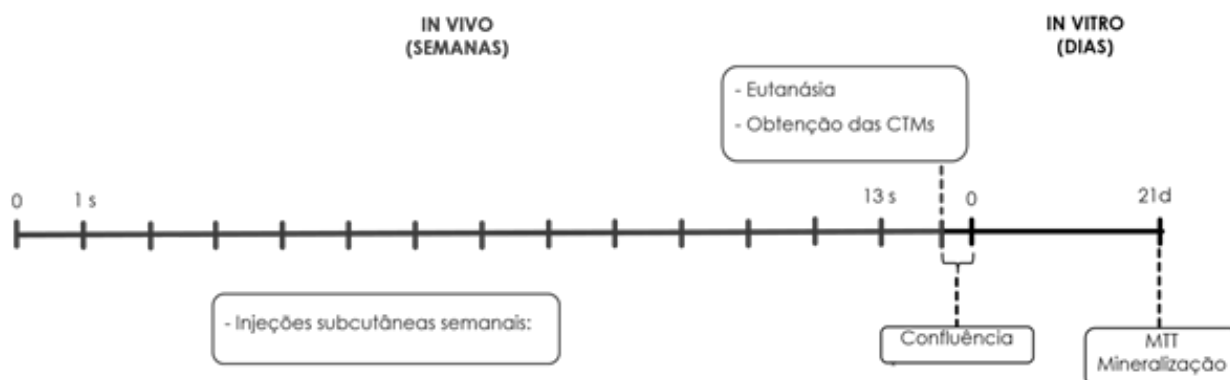 IN VIVO
(SEMANAS)
IN VITRO
(DIAS)
- Eutanásia
- Obtenção das CTMs
0
1 s
13 s
0
21d
- Injeções subcutâneas semanais:
Confluência
MTT
Mineralização